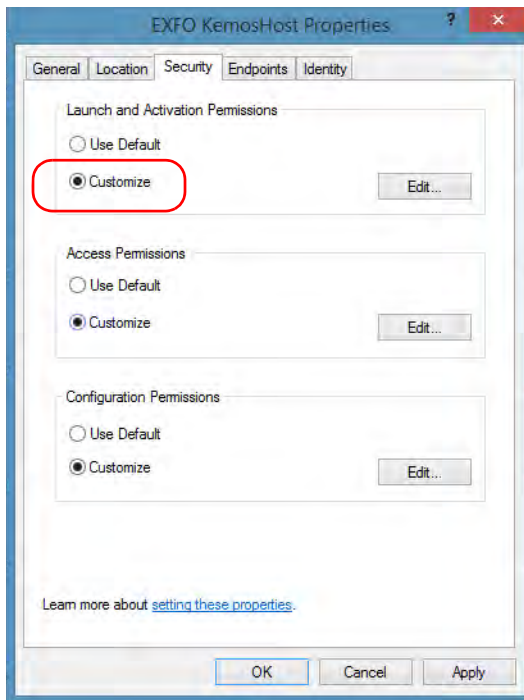 EXFO KemosHost Properties ?
General Location Security Endpoints Identity
Launch and Activation Permissions
Use Default
Customize
Edit...
Access Permissions
Use Default
Customize
Edit...
Configuration Permissions
Use Default
Customize
Edit...
Learn more about setting these properties.
OK Cancel Apply